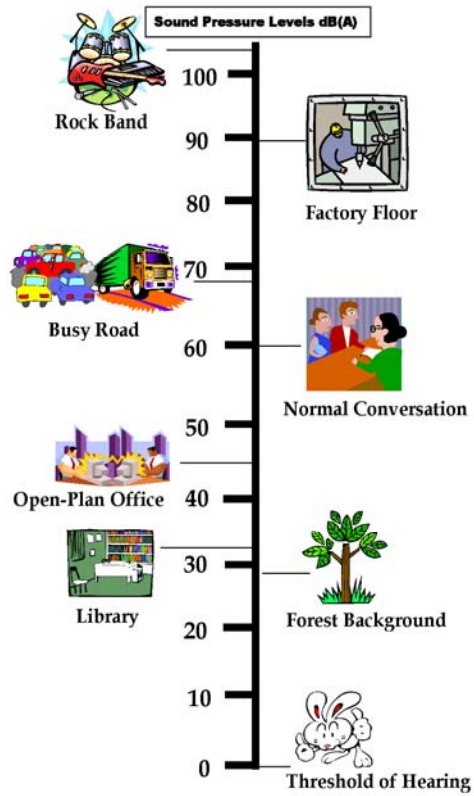 Sound Pressure Levels dB(A)
100
Rock Band
90
80
Factory Floor
70
Busy Road
60
Normal Conversation
50
Open-Plan Office
40
30
Library
Forest Background
20
10
0
Threshold of Hearing